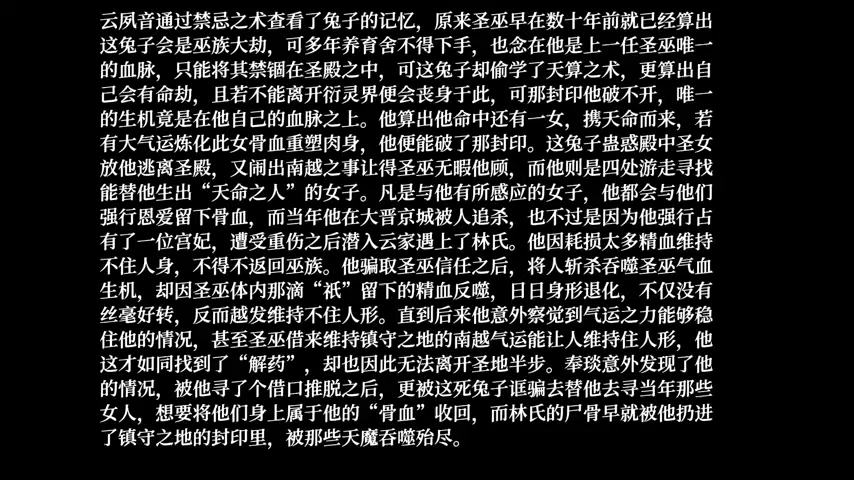 云夙音通过禁忌之术查看了兔子的记忆，原来圣巫早在数十年前就已经算出
这兔子会是巫族大劫，可多年养育舍不得下手，也念在他是上一任圣巫唯一
的血脉，只能将其禁锢在圣殿之中，可这兔子却偷学了天算之术，更算出自
己会有命劫，且若不能离开衍灵界便会丧身于此，可那封印他破不开，唯一
的生机竟是在他自己的血脉之上。他算出他命中还有一女，携天命而来，若
有大气运炼化此女骨血重塑肉身，他便能破了那封印。这兔子蛊惑殿中圣女
放他逃离圣殿，又闹出南越之事让得圣巫无暇他顾，而他则是四处游走寻找
能替他生出“天命之人”的女子。凡是与他有所感应的女子，他都会与他们
强行恩爱留下骨血，而当年他在大晋京城被人追杀，也不过是因为他强行占
有了一位宫妃，遭受重伤之后潜入云家遇上了林氏。他因耗损太多精血维持
不住人身，不得不返回巫族。他骗取圣巫信任之后，将人斩杀吞噬圣巫气血
生机，却因圣巫体内那滴“祇”留下的精血反噬，日日身形退化，不仅没有
丝毫好转，反而越发维持不住人形。直到后来他意外察觉到气运之力能够稳
住他的情况，甚至圣巫借来维持镇守之地的南越气运能让人维持住人形，他
这才如同找到了“解药”，却也因此无法离开圣地半步。奉琰意外发现了他
的情况，被他寻了个借口推脱之后，更被这死兔子诓骗去替他去寻当年那些
女人，想要将他们身上属于他的“骨血”收回，而林氏的尸骨早就被他扔进
了镇守之地的封印里，被那些天魔吞噬殆尽。